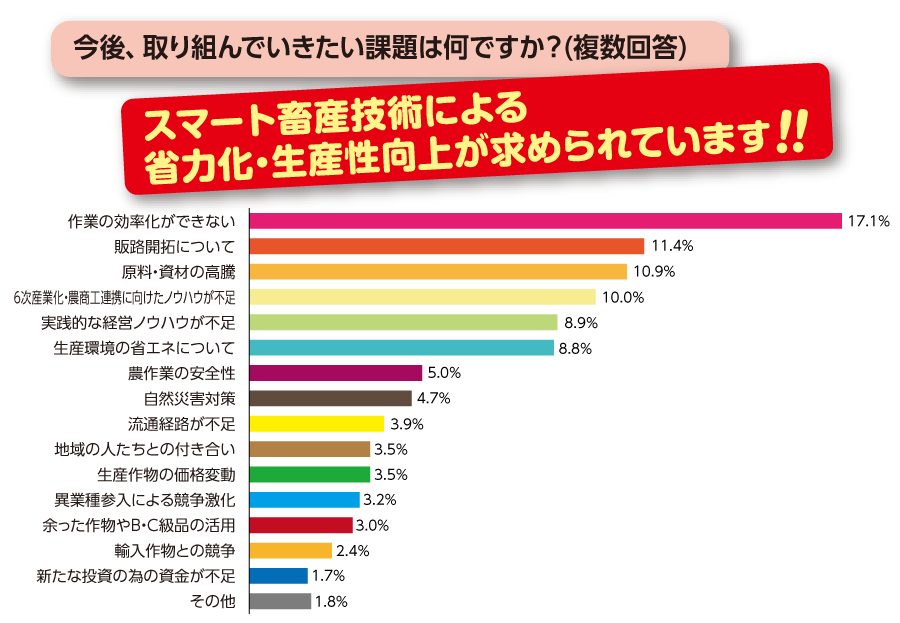 今後、取り組んでいきたい課題は何ですか？(複数回答)
スマート畜産技術による
省力化・生産性向上が求められています!!
作業の効率化ができない 17.1%
販路開拓について 11.4%
原料・資材の高騰 10.9%
6次産業化・農商工連携に向けたノウハウが不足 10.0%
実践的な経営ノウハウが不足 8.9%
生産環境の省エネについて 8.8%
農作業の安全性 5.0%
自然災害対策 4.7%
流通経路が不足 3.9%
地域の人たちとの付き合い 3.5%
生産作物の価格変動 3.5%
異業種参入による競争激化 3.2%
余った作物やB・C級品の活用 3.0%
輸入作物との競争 2.4%
新たな投資の為の資金が不足 1.7%
その他 1.8%